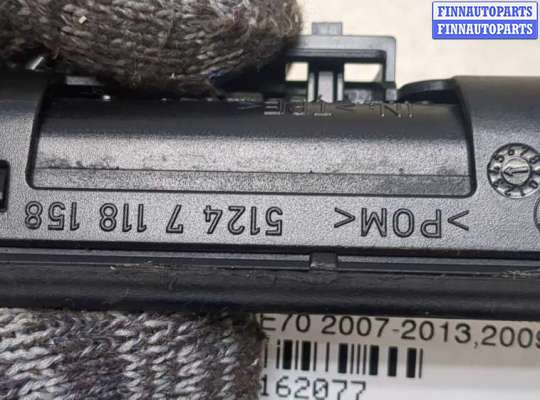 FINNAUTOPARTS
FINNAUTOPARTS
>POM<
5124 7 118 158
E70 2007-2013,2009
162077